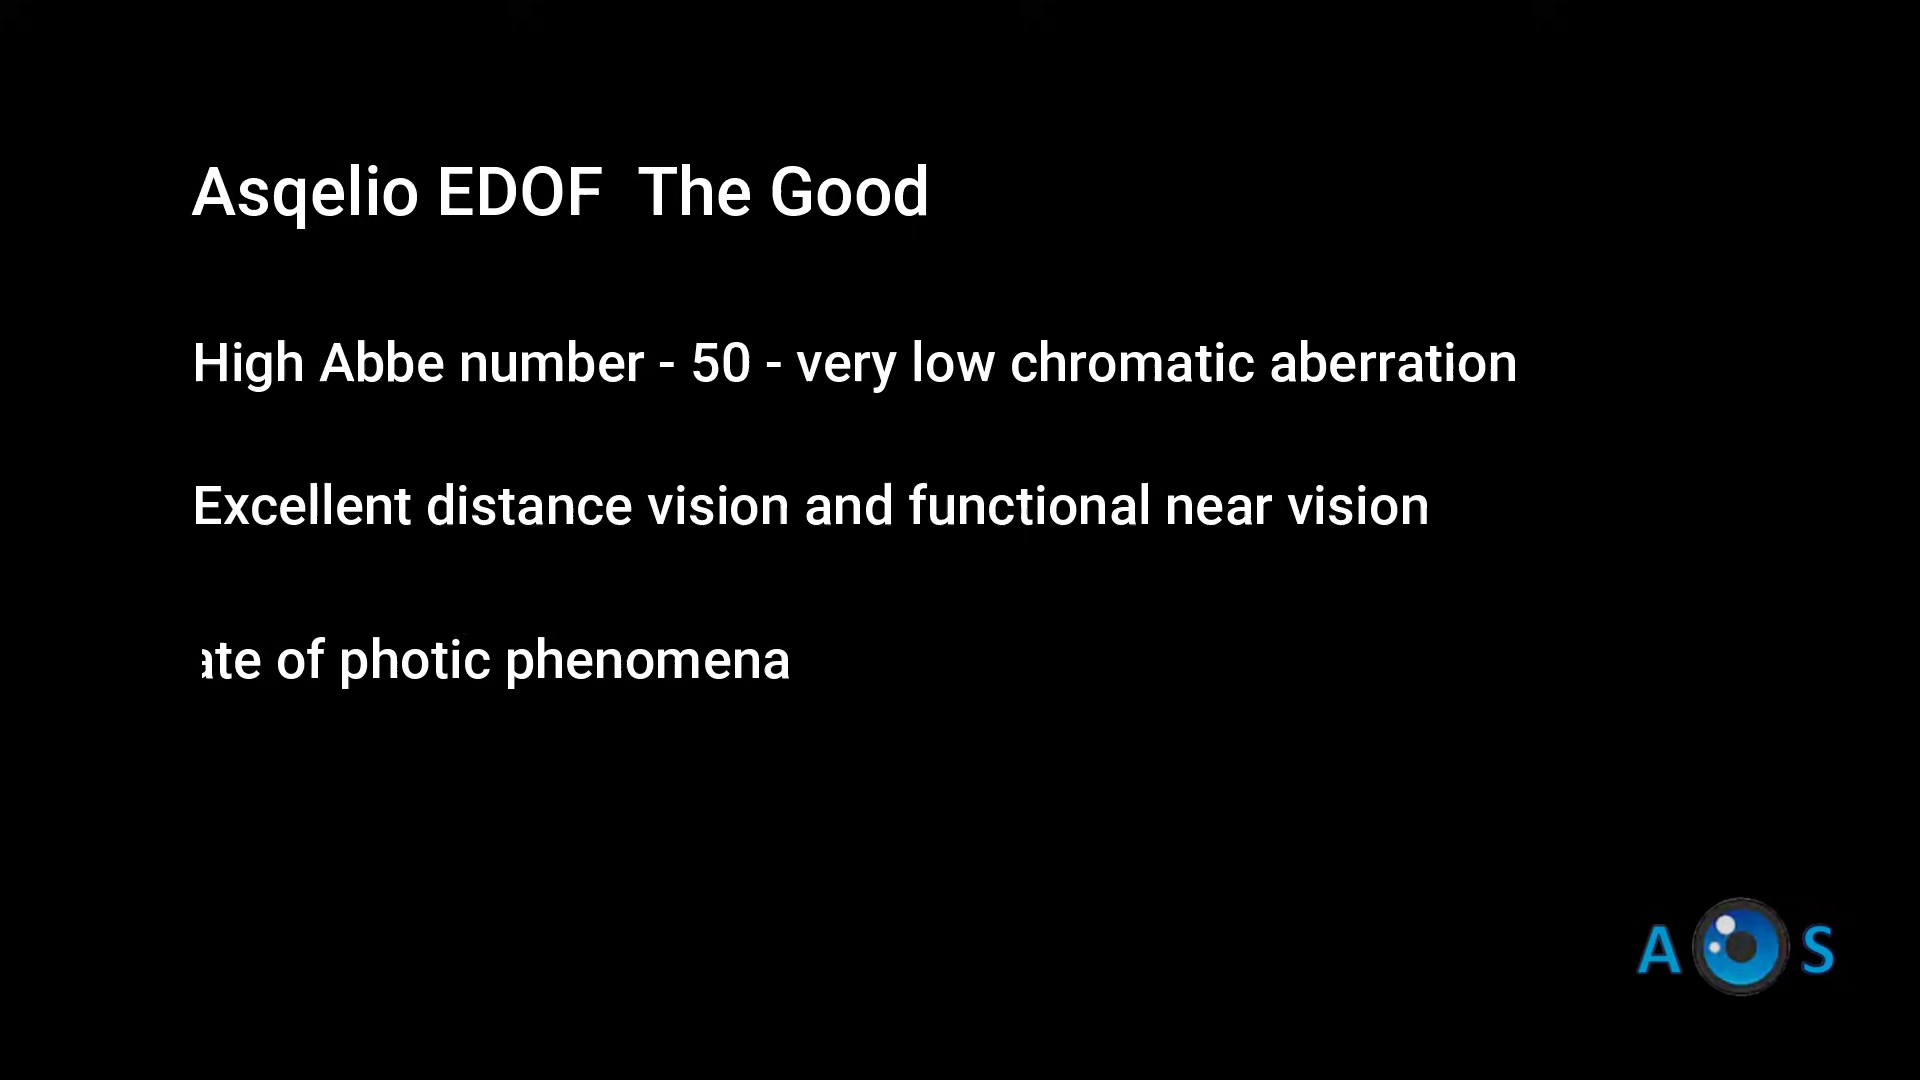 Asqelio EDOF The Good
High Abbe number - 50 - very low chromatic aberration
Excellent distance vision and functional near vision
of photic phenomena
A S